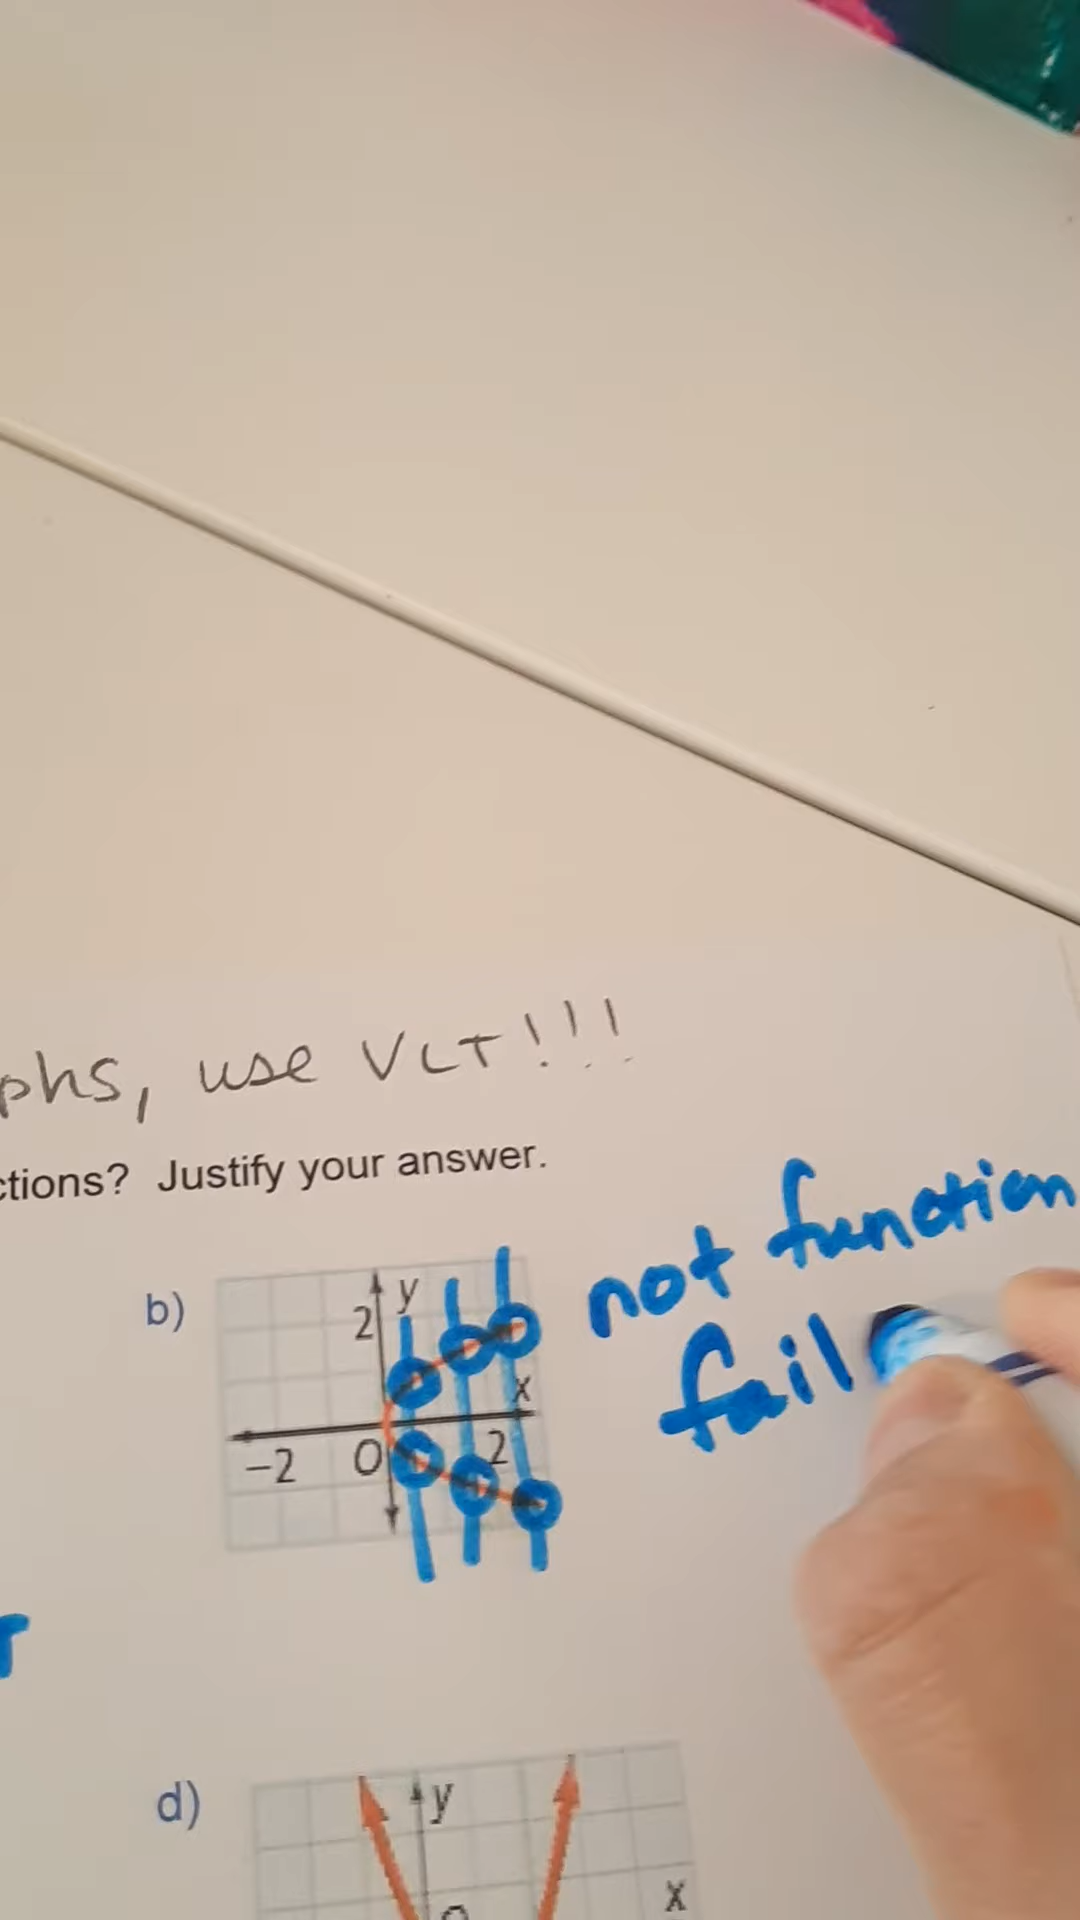 phs, use VLT!!!
ctions? Justify your answer.
not function
b)
y
2
fail
x
-2 0 2
d)
y
x